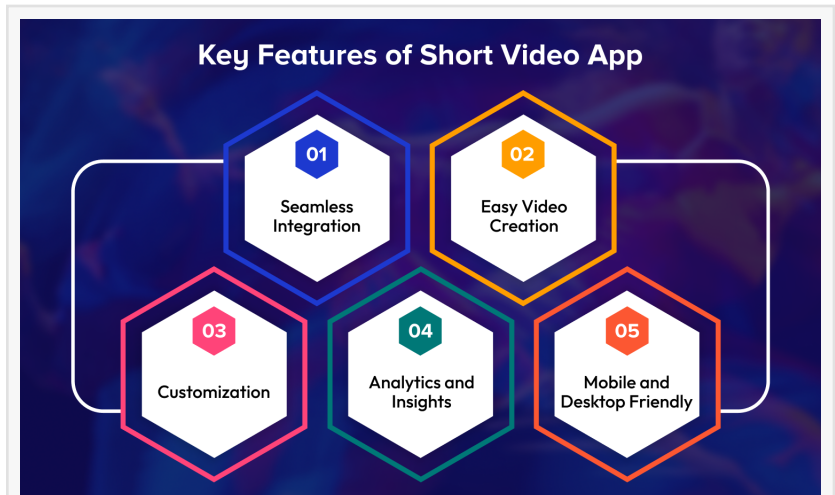 Key Features of Short Video App
01
Seamless
Integration
02
Easy Video
Creation
03
Customization
04
Analytics and
Insights
05
Mobile and
Desktop Friendly